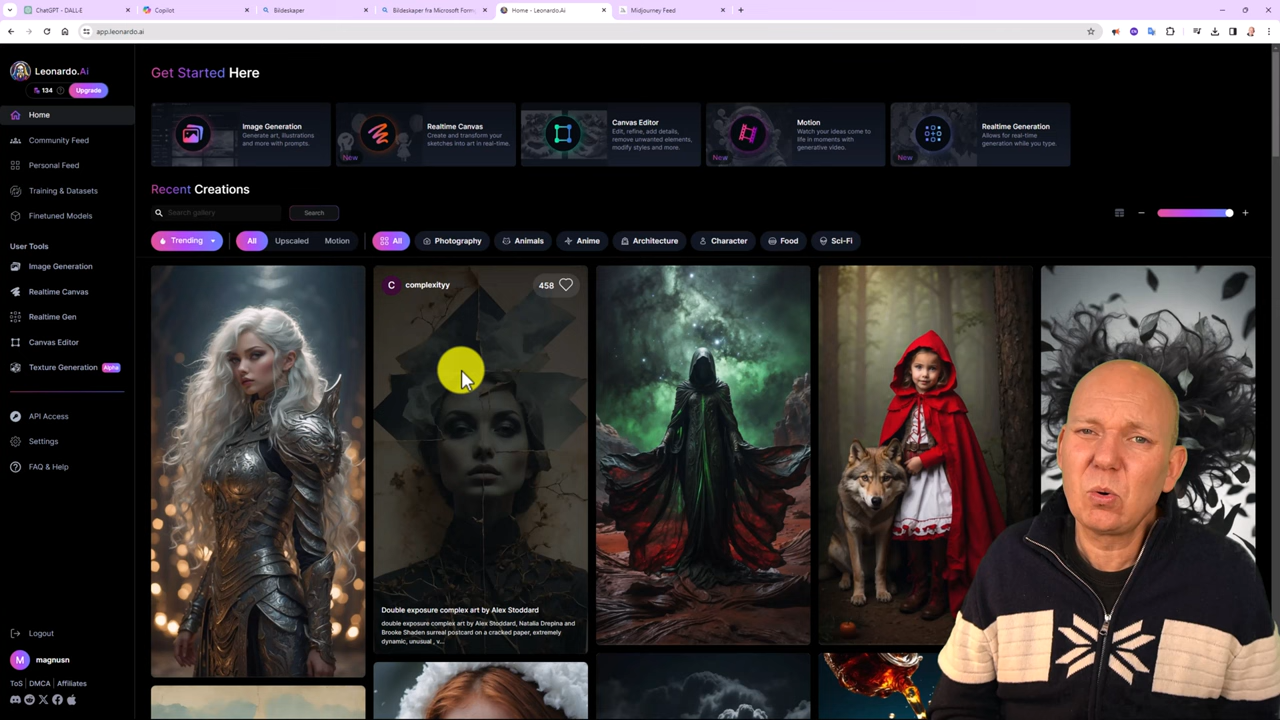 ChatGPT - DALL-E
Copilot
Bildeskaper
Bildeskaper fra Microsoft Form
Home - Leonardo.Ai
Midjourney Feed
app.leonardo.ai
Leonardo.Ai
134
Upgrade
Home
Community Feed
Personal Feed
Training & Datasets
Finetuned Models
User Tools
Image Generation
Realtime Canvas
Realtime Gen
Canvas Editor
Texture Generation Alpha
API Access
Settings
FAQ & Help
Logout
M magnusn
ToS | DMCA | Affiliates
Get Started Here
Image Generation
Generate art, illustrations
and more with prompts.
Realtime Canvas
Create and transform your
sketches into art in real-time.
New
Canvas Editor
Edit, refine, add details,
remove unwanted elements,
modify styles and more.
Motion
Watch your ideas come to
life in moments with
generative video.
New
Realtime Generation
Allows for real-time
generation while you type.
New
Recent Creations
Search gallery
Search
Trending
All Upscaled Motion
All Photography Animals Anime Architecture Character Food Sci-Fi
C complexityy 458
Double exposure complex art by Alex Stoddard
double exposure complex art by Alex Stoddard, Natalia Drepina and
Brooke Shaden surreal postcard on a cracked paper, extremely
dynamic, unusual , v...